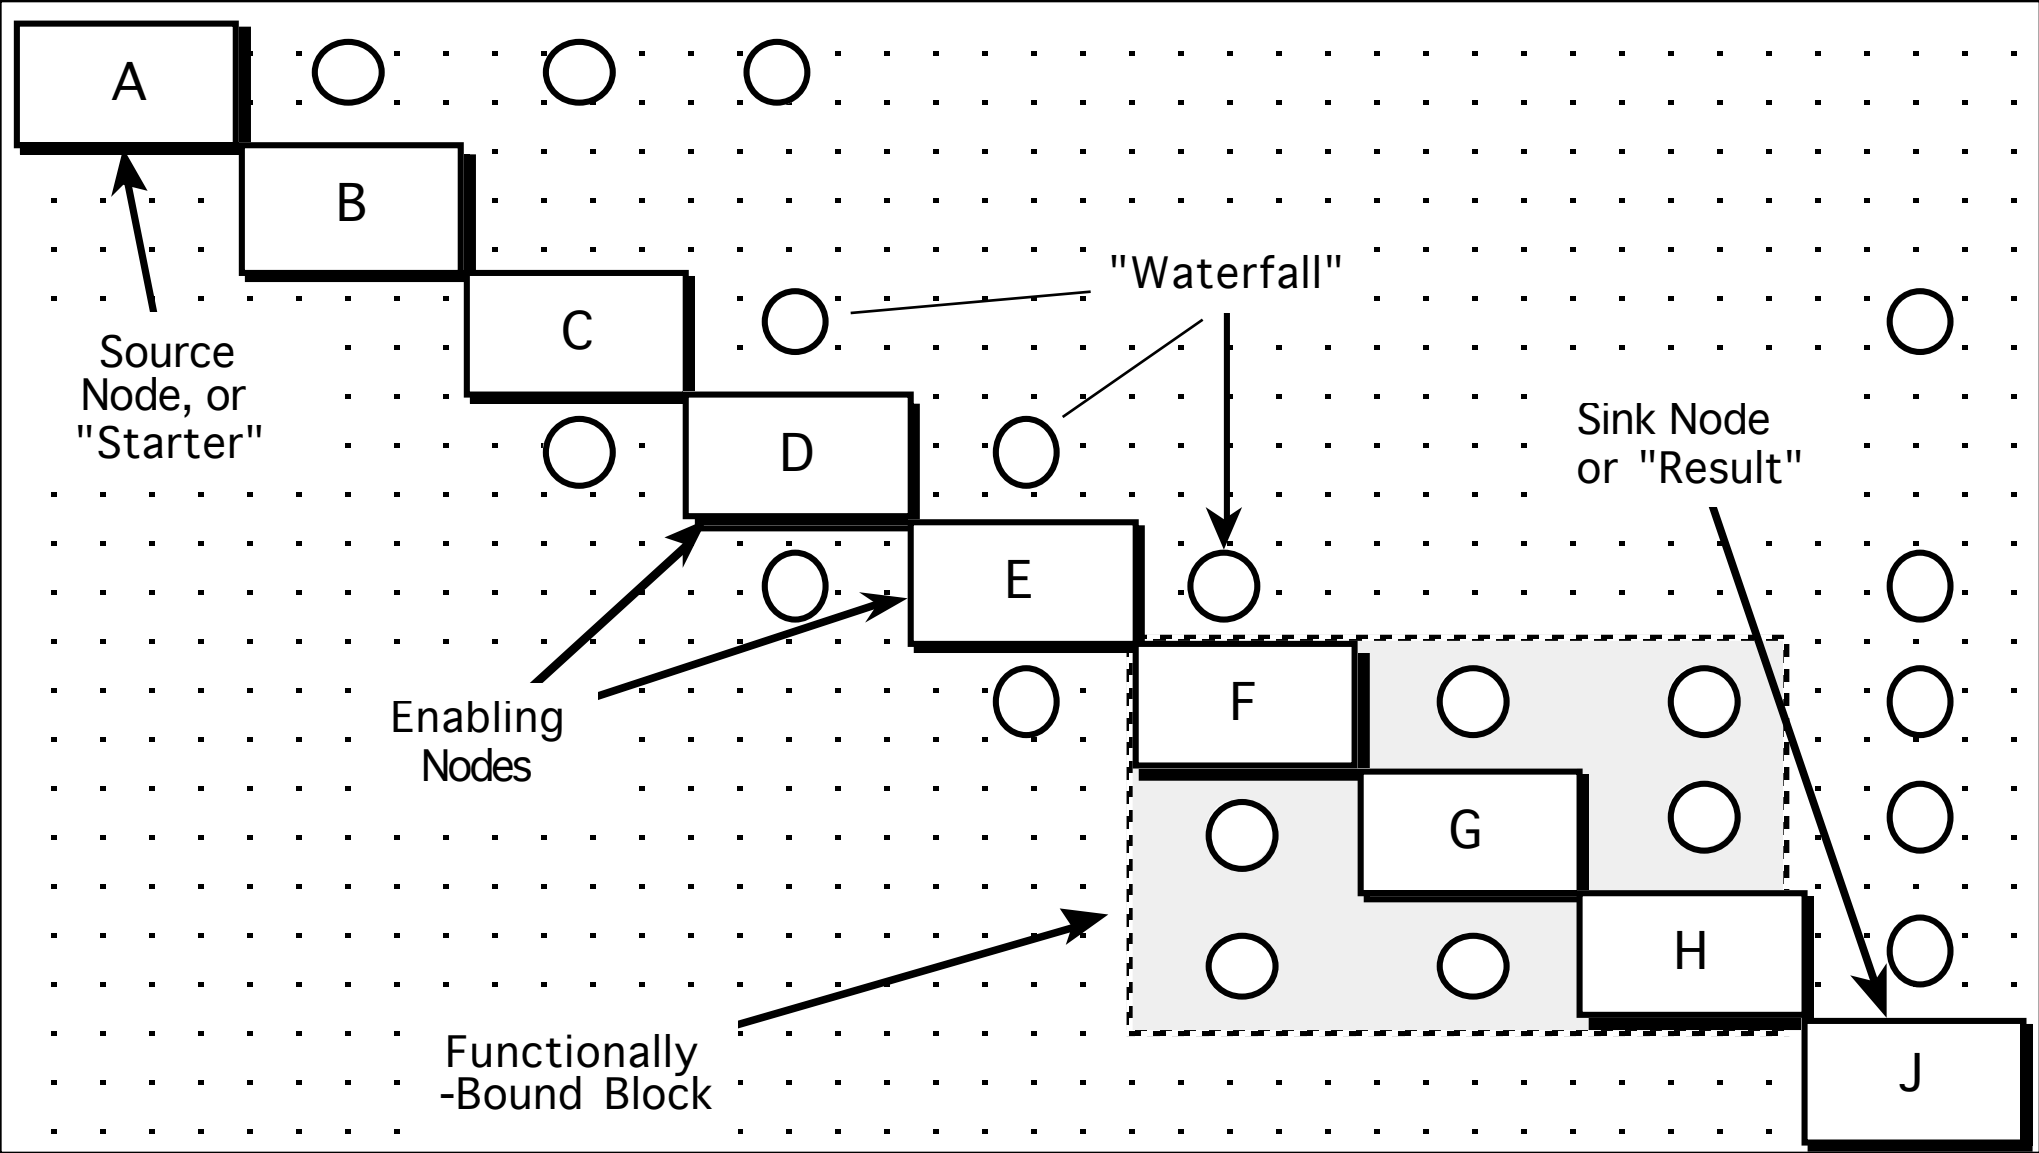 A
B
"Waterfall"
C
Source
Node, or
"Starter"
Sink Node
or "Result"
D
E
F
Enabling
Nodes
G
H
Functionally
-Bound Block
J